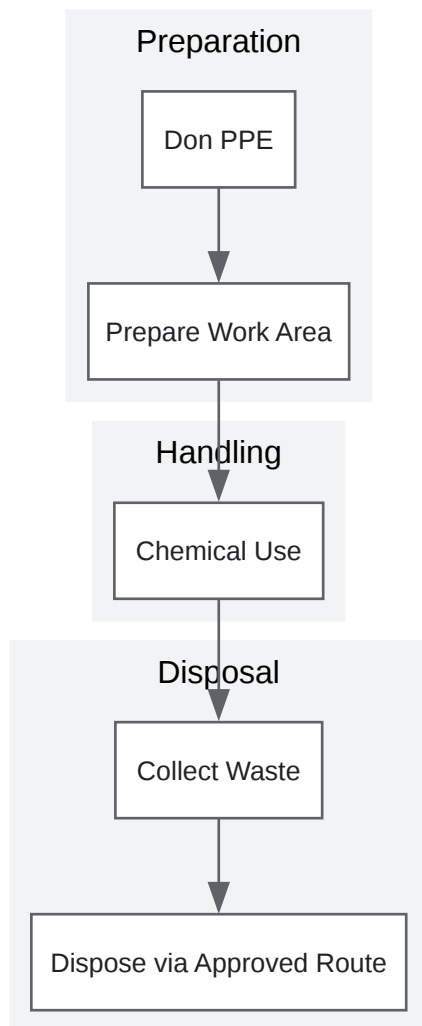 Preparation
Don PPE
Prepare Work Area
Handling
Chemical Use
Disposal
Collect Waste
Dispose via Approved Route